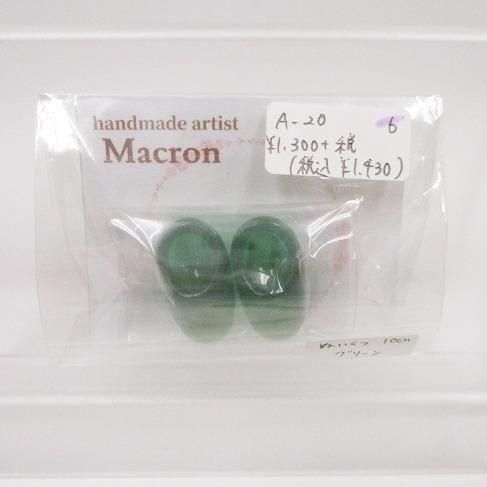 handmade artist
Macron
A-20 6
¥1,300+税
(税込 ¥1,430)
ぬいくつ 10cm
グリーン